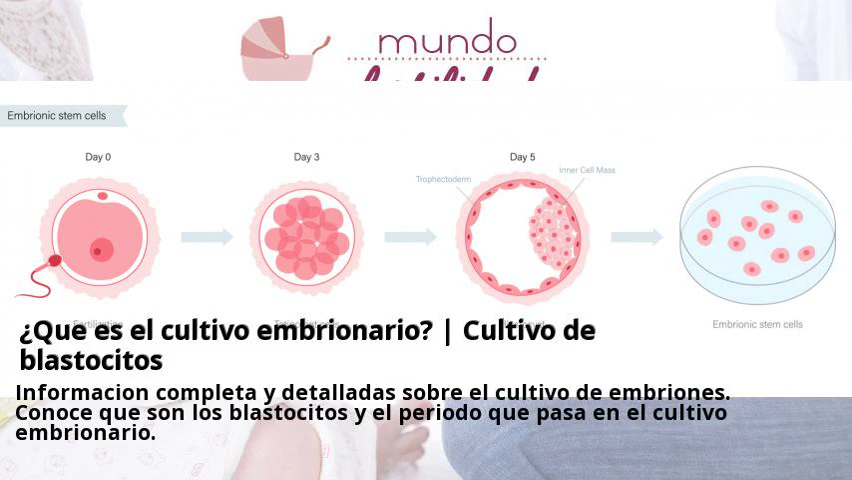 mundo
Embrionic stem cells
Day 0
Day 3
Day 5
Trophectoderm
Inner Cell Mass
Embrionic stem cells
¿Que es el cultivo embrionario? | Cultivo de
blastocitos
Informacion completa y detalladas sobre el cultivo de embriones.
Conoce que son los blastocitos y el periodo que pasa en el cultivo
embrionario.